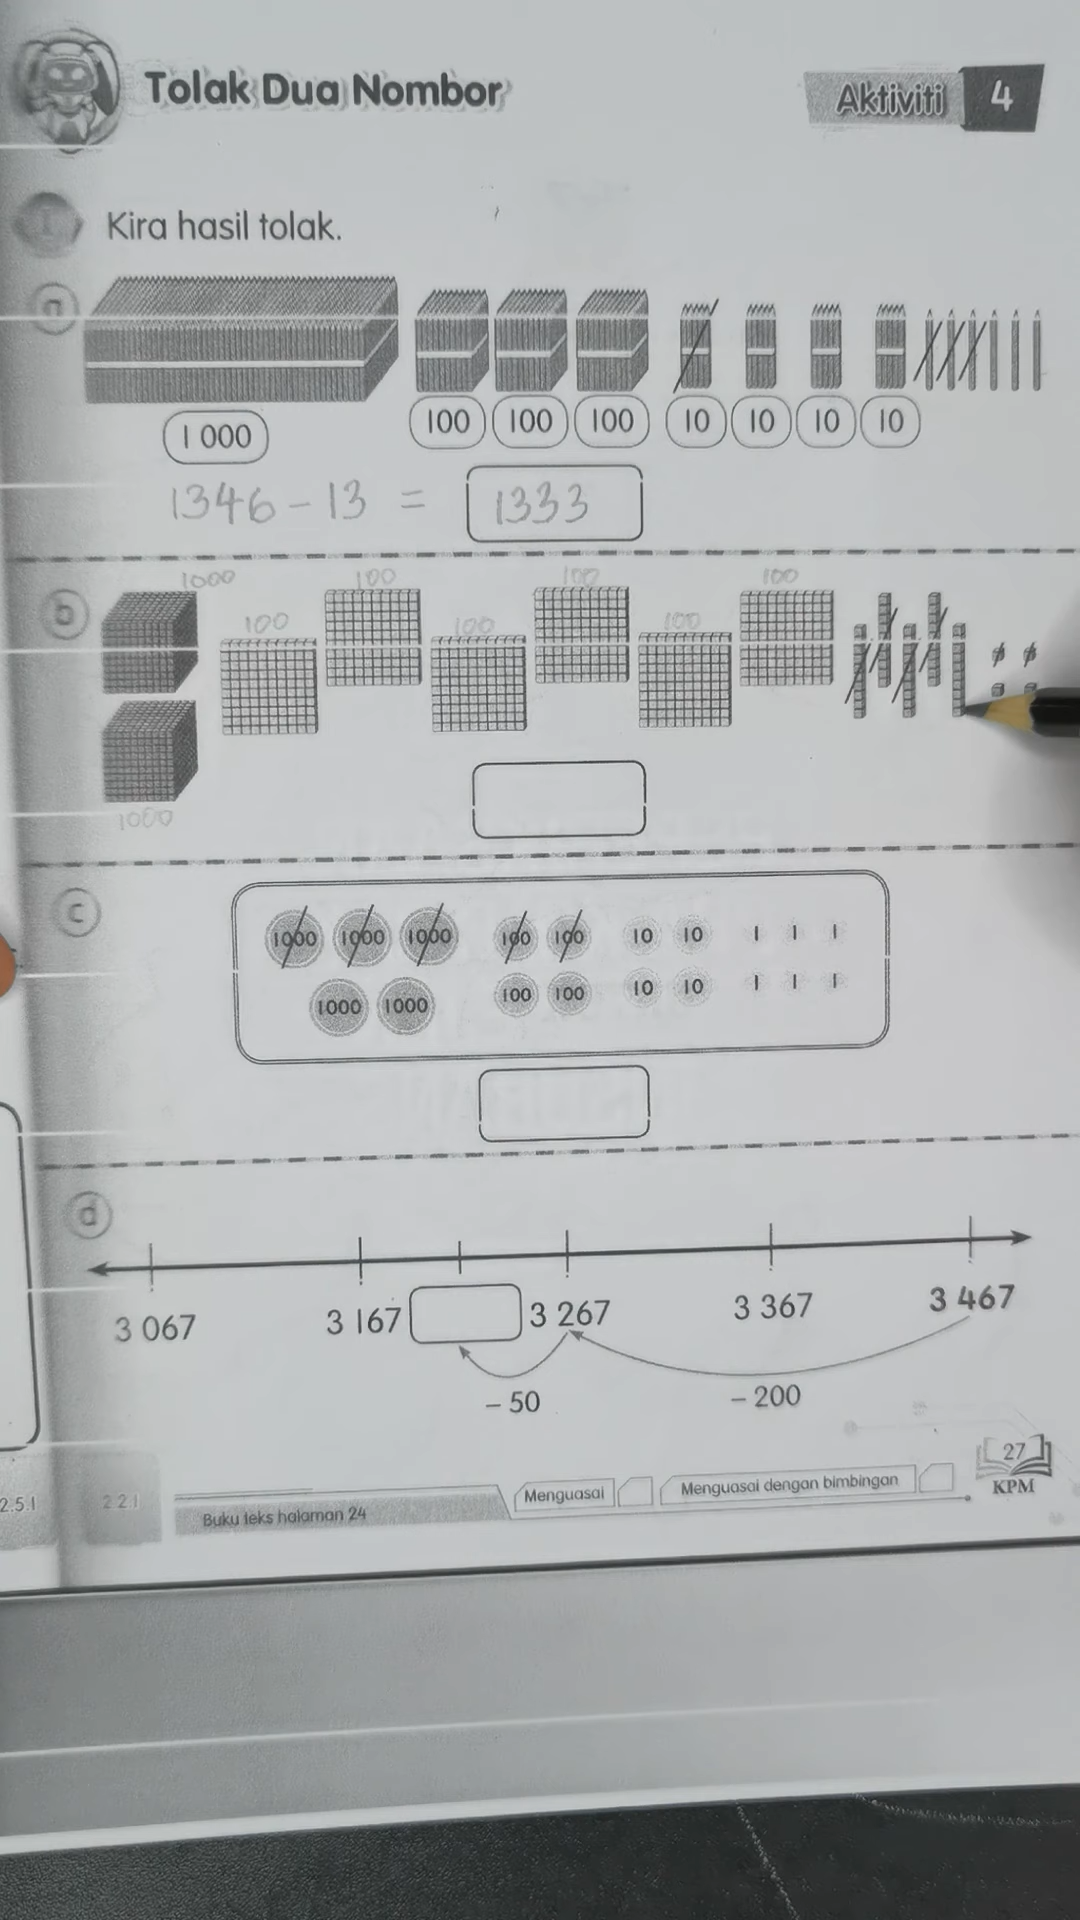 Tolak Dua Nombor
Aktiviti 4
1 Kira hasil tolak.
a
1 000 100 100 100 10 10 10 10
1346 - 13 = 1333
b
1000 100 100 100 100 100 100
1000
c
1000 1000 1000 100 100 10 10 1 1 1
1000 1000 100 100 10 10 1 1 1
d
3 067 3 167 3 267 3 367 3 467
– 50 – 200
2.5.1 2 2 1
Buku teks halaman 24
Menguasai Menguasai dengan bimbingan
27
KPM